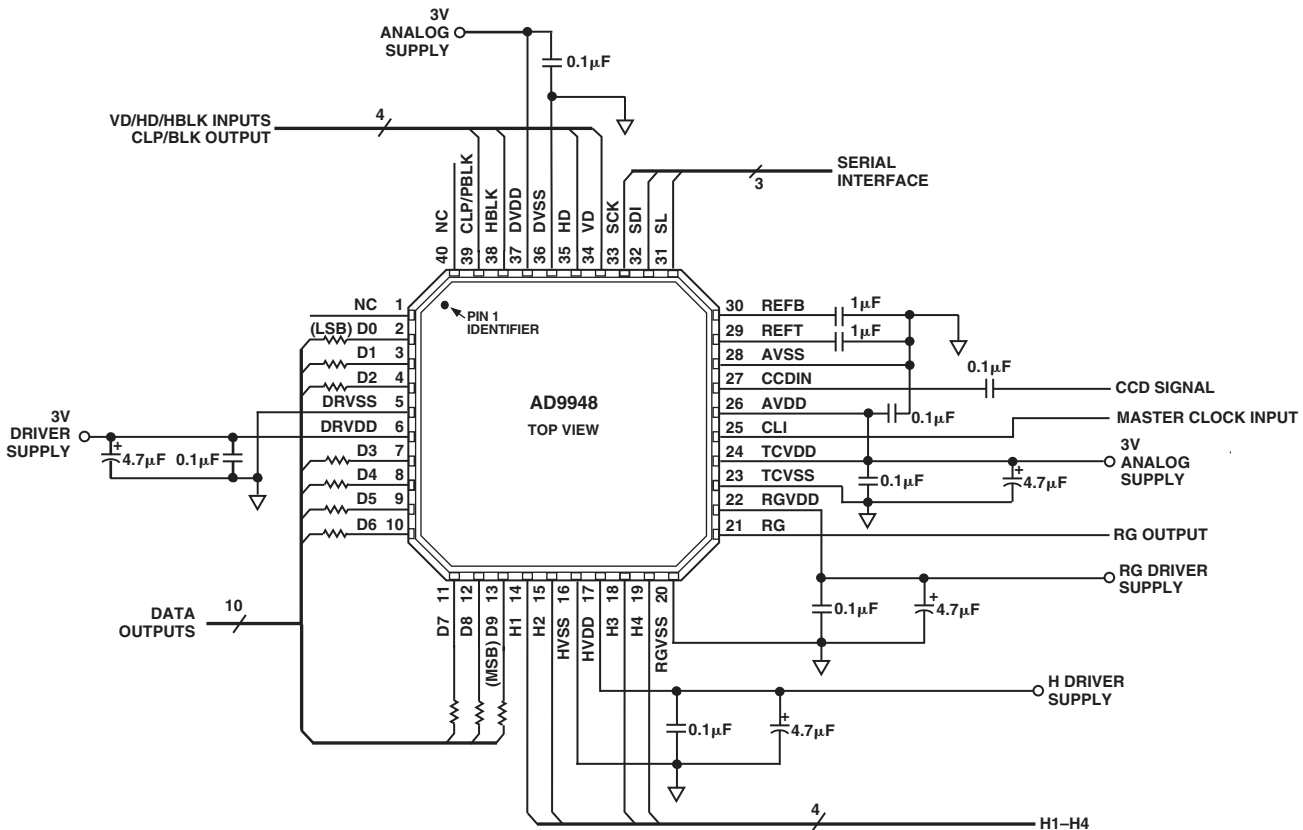 3V
ANALOG
SUPPLY
0.1µF
VD/HD/HBLK INPUTS
CLP/BLK OUTPUT
4
SERIAL
INTERFACE
3
40 NC
39 CLP/PBLK
38 HBLK
37 DVDD
36 DVSS
35 HD
34 VD
33 SCK
32 SDI
31 SL
NC 1
(LSB) D0 2
D1 3
D2 4
DRVSS 5
DRVDD 6
D3 7
D4 8
D5 9
D6 10
3V
DRIVER
SUPPLY
+
4.7µF
0.1µF
PIN 1
IDENTIFIER
AD9948
TOP VIEW
30 REFB
1µF
29 REFT
1µF
28 AVSS
27 CCDIN
0.1µF
CCD SIGNAL
26 AVDD
0.1µF
25 CLI
MASTER CLOCK INPUT
24 TCVDD
3V
ANALOG
SUPPLY
23 TCVSS
0.1µF
+
4.7µF
22 RGVDD
21 RG
RG OUTPUT
RG DRIVER
SUPPLY
0.1µF
+
4.7µF
DATA
OUTPUTS
10
D7 11
D8 12
(MSB) D9 13
H1 14
H2 15
HVSS 16
HVDD 17
H3 18
H4 19
RGVSS 20
H DRIVER
SUPPLY
0.1µF
+
4.7µF
4
H1–H4